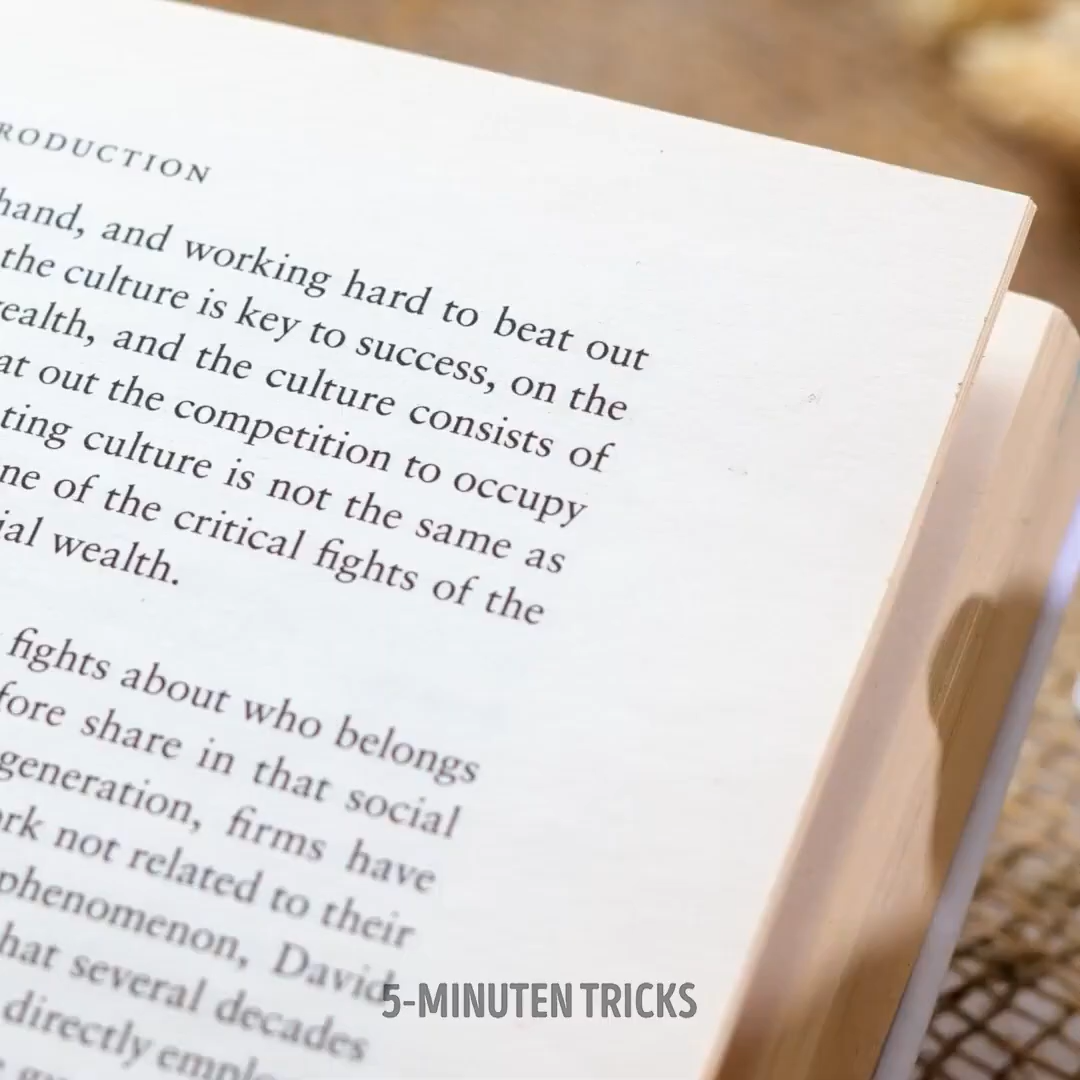 RODUCTION
hand, and working hard to beat out
the culture is key to success, on the
ealth, and the culture consists of
at out the competition to occupy
ting culture is not the same as
ne of the critical fights of the
ial wealth.
fights about who belongs
fore share in that social
generation, firms have
rk not related to their
phenomenon, David
hat several decades
directly emplo
5-MINUTEN TRICKS